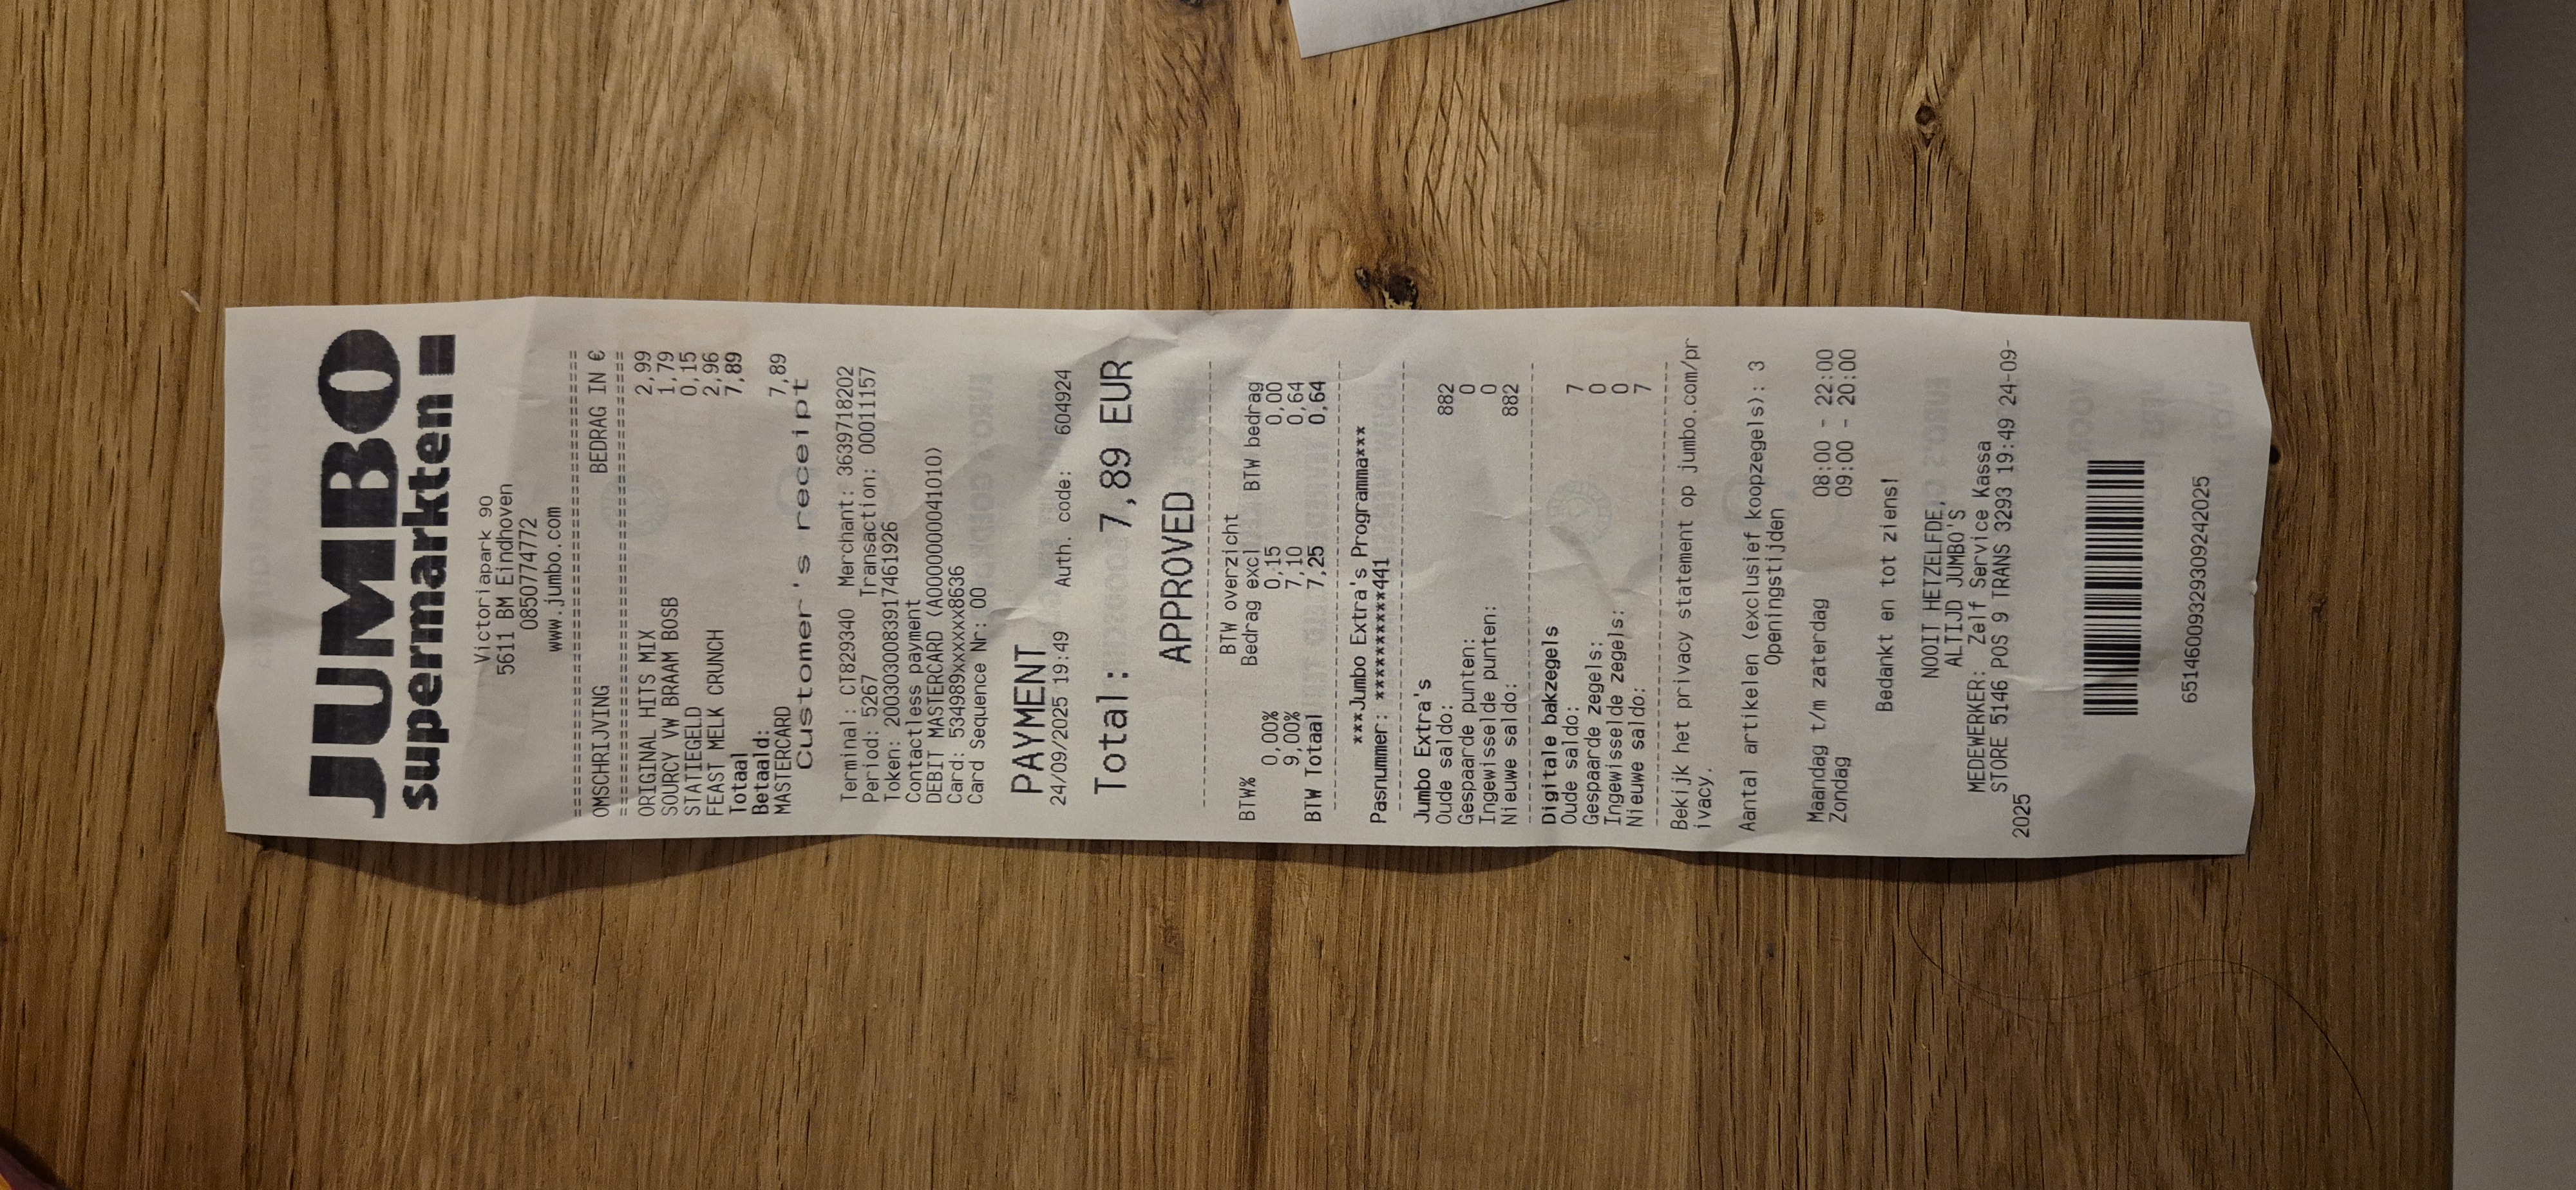 JUMBO
supermarkten
Victoriapark 90
5611 BM Eindhoven
0850774772
www.jumbo.com
======================================
OMSCHRIJVING BEDRAG IN €
======================================
ORIGINAL HITS MIX 2,99
SOURCY VW BRAAM BOSB 1,79
STATIEGELD 0,15
FEAST MELK CRUNCH 2,96
Totaal 7,89
Betaald:
MASTERCARD 7,89
Customer's receipt
Terminal: CT829340 Merchant: 3639718202
Period: 5267 Transaction: 00011157
Token: 2003030083917461926
Contactless payment
DEBIT MASTERCARD (A0000000041010)
Card: 534989xxxxxx8636
Card Sequence Nr: 00
PAYMENT
24/09/2025 19:49 Auth. code: 604924
Total: 7,89 EUR
APPROVED
BTW overzicht
BTW% Bedrag excl BTW bedrag
0,00% 0,15 0,00
9,00% 7,10 0,64
BTW Totaal 7,25 0,64
***Jumbo Extra's Programma***
Pasnummer: **********441
Jumbo Extra's
Oude saldo: 882
Gespaarde punten: 0
Ingewisselde punten: 0
Nieuwe saldo: 882
Digitale bakzegels
Oude saldo: 7
Gespaarde zegels: 0
Ingewisselde zegels: 0
Nieuwe saldo: 7
Bekijk het privacy statement op jumbo.com/pr
ivacy.
Aantal artikelen (exclusief koopzegels): 3
Openingstijden
Maandag t/m zaterdag 08:00 - 22:00
Zondag 09:00 - 20:00
Bedankt en tot ziens!
NOOIT HETZELFDE,
ALTIJD JUMBO'S
MEDEWERKER: Zelf Service Kassa
STORE 5146 POS 9 TRANS 3293 19:49 24-09-
2025
65146009329309242025